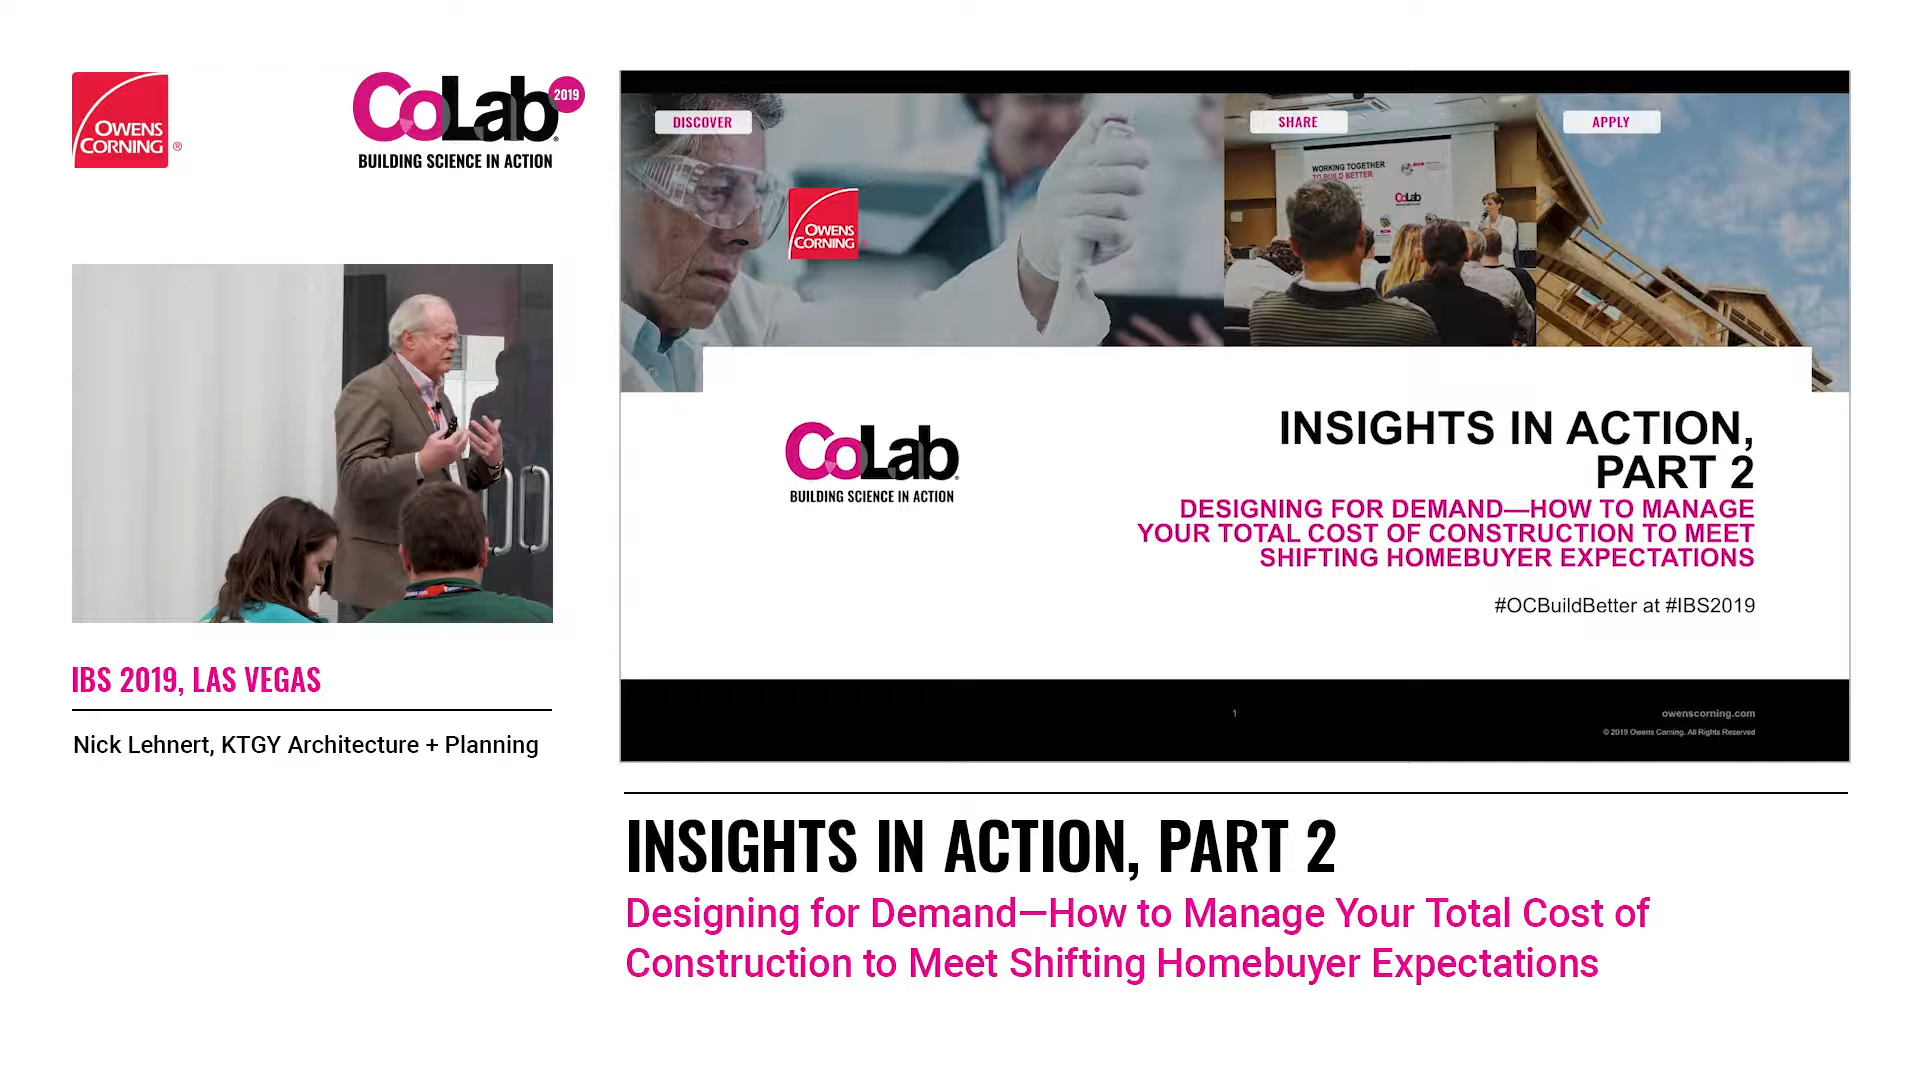 OWENS
CORNING
®
CoLab
2019
BUILDING SCIENCE IN ACTION
IBS 2019, LAS VEGAS
Nick Lehnert, KTGY Architecture + Planning
DISCOVER
SHARE
APPLY
OWENS
CORNING
WORKING TOGETHER
TO BUILD BETTER
CoLab
CoLab
BUILDING SCIENCE IN ACTION
INSIGHTS IN ACTION,
PART 2
DESIGNING FOR DEMAND—HOW TO MANAGE
YOUR TOTAL COST OF CONSTRUCTION TO MEET
SHIFTING HOMEBUYER EXPECTATIONS
#OCBuildBetter at #IBS2019
1
owenscorning.com
© 2019 Owens Corning. All Rights Reserved
INSIGHTS IN ACTION, PART 2
Designing for Demand—How to Manage Your Total Cost of
Construction to Meet Shifting Homebuyer Expectations